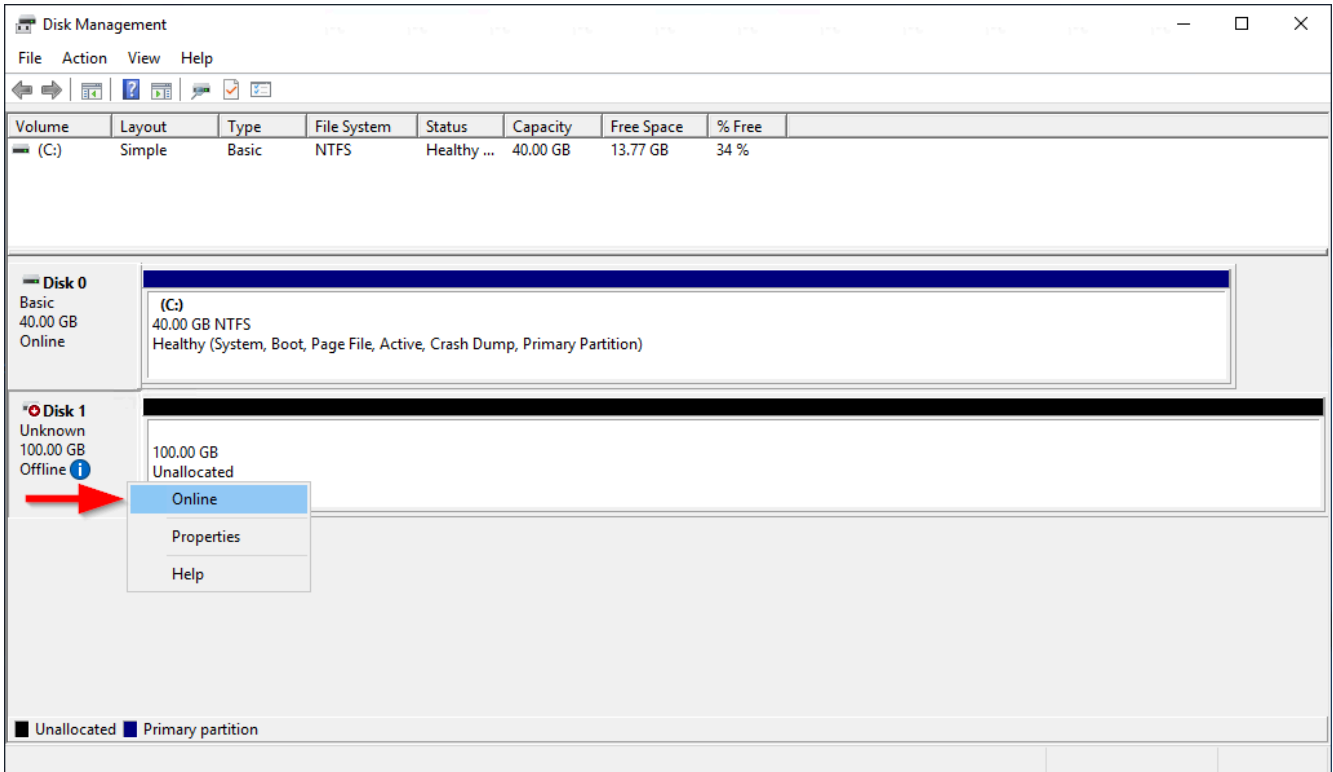 Disk Management
File Action View Help
Volume Layout Type File System Status Capacity Free Space % Free
(C:) Simple Basic NTFS Healthy ... 40.00 GB 13.77 GB 34 %
Disk 0
Basic
40.00 GB
Online
(C:)
40.00 GB NTFS
Healthy (System, Boot, Page File, Active, Crash Dump, Primary Partition)
Disk 1
Unknown
100.00 GB
Offline
100.00 GB
Unallocated
Online
Properties
Help
Unallocated Primary partition